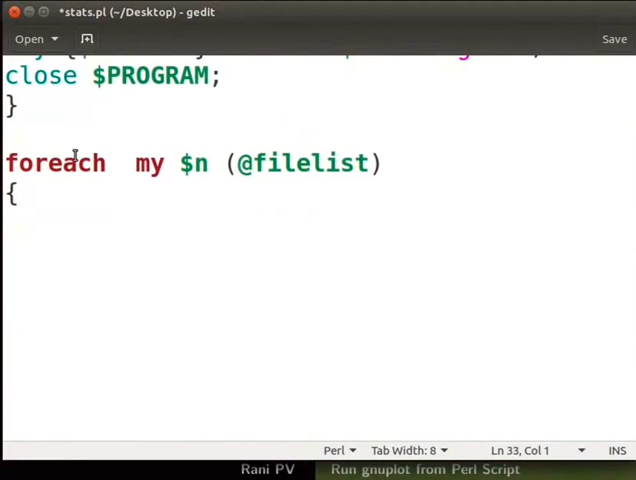 *stats.pl (~/Desktop) - gedit
Open Save
close $PROGRAM;
}
foreach my $n (@filelist)
{
Perl Tab Width: 8 Ln 33, Col 1 INS
Rani PV Run gnuplot from Perl Script